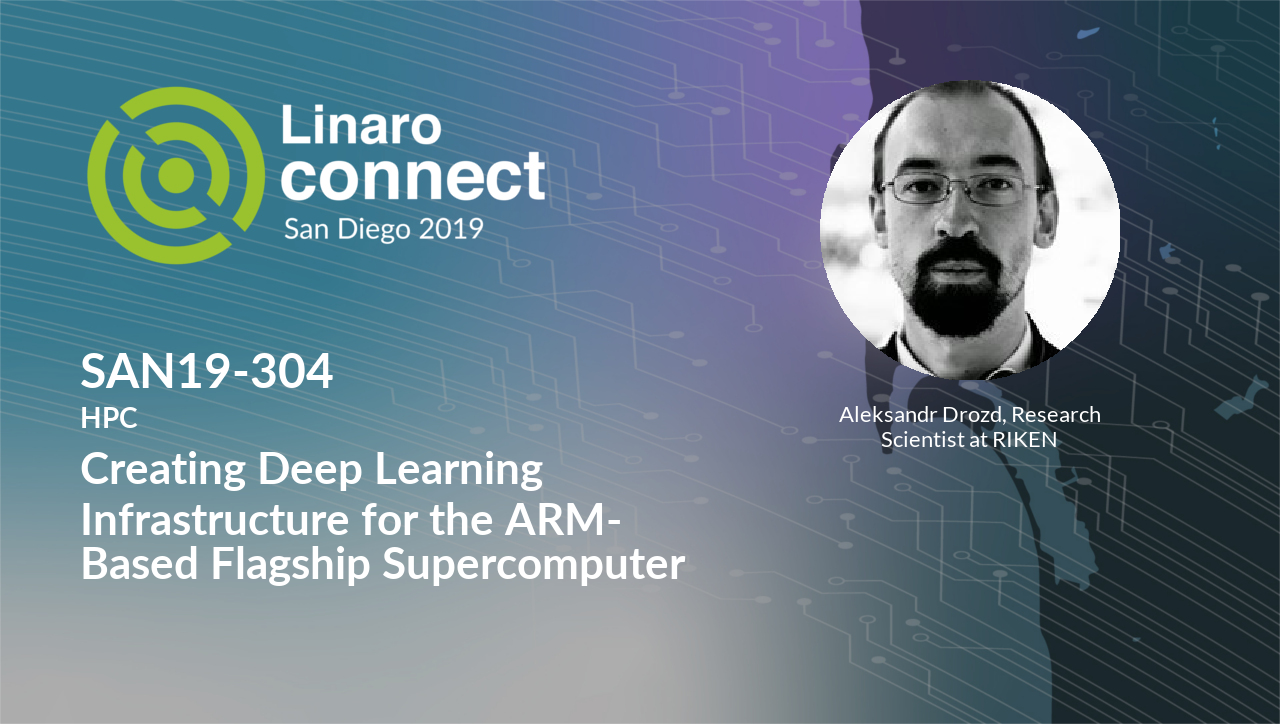 Linaro
connect
San Diego 2019
SAN19-304
HPC
Creating Deep Learning
Infrastructure for the ARM-
Based Flagship Supercomputer
Aleksandr Drozd, Research
Scientist at RIKEN